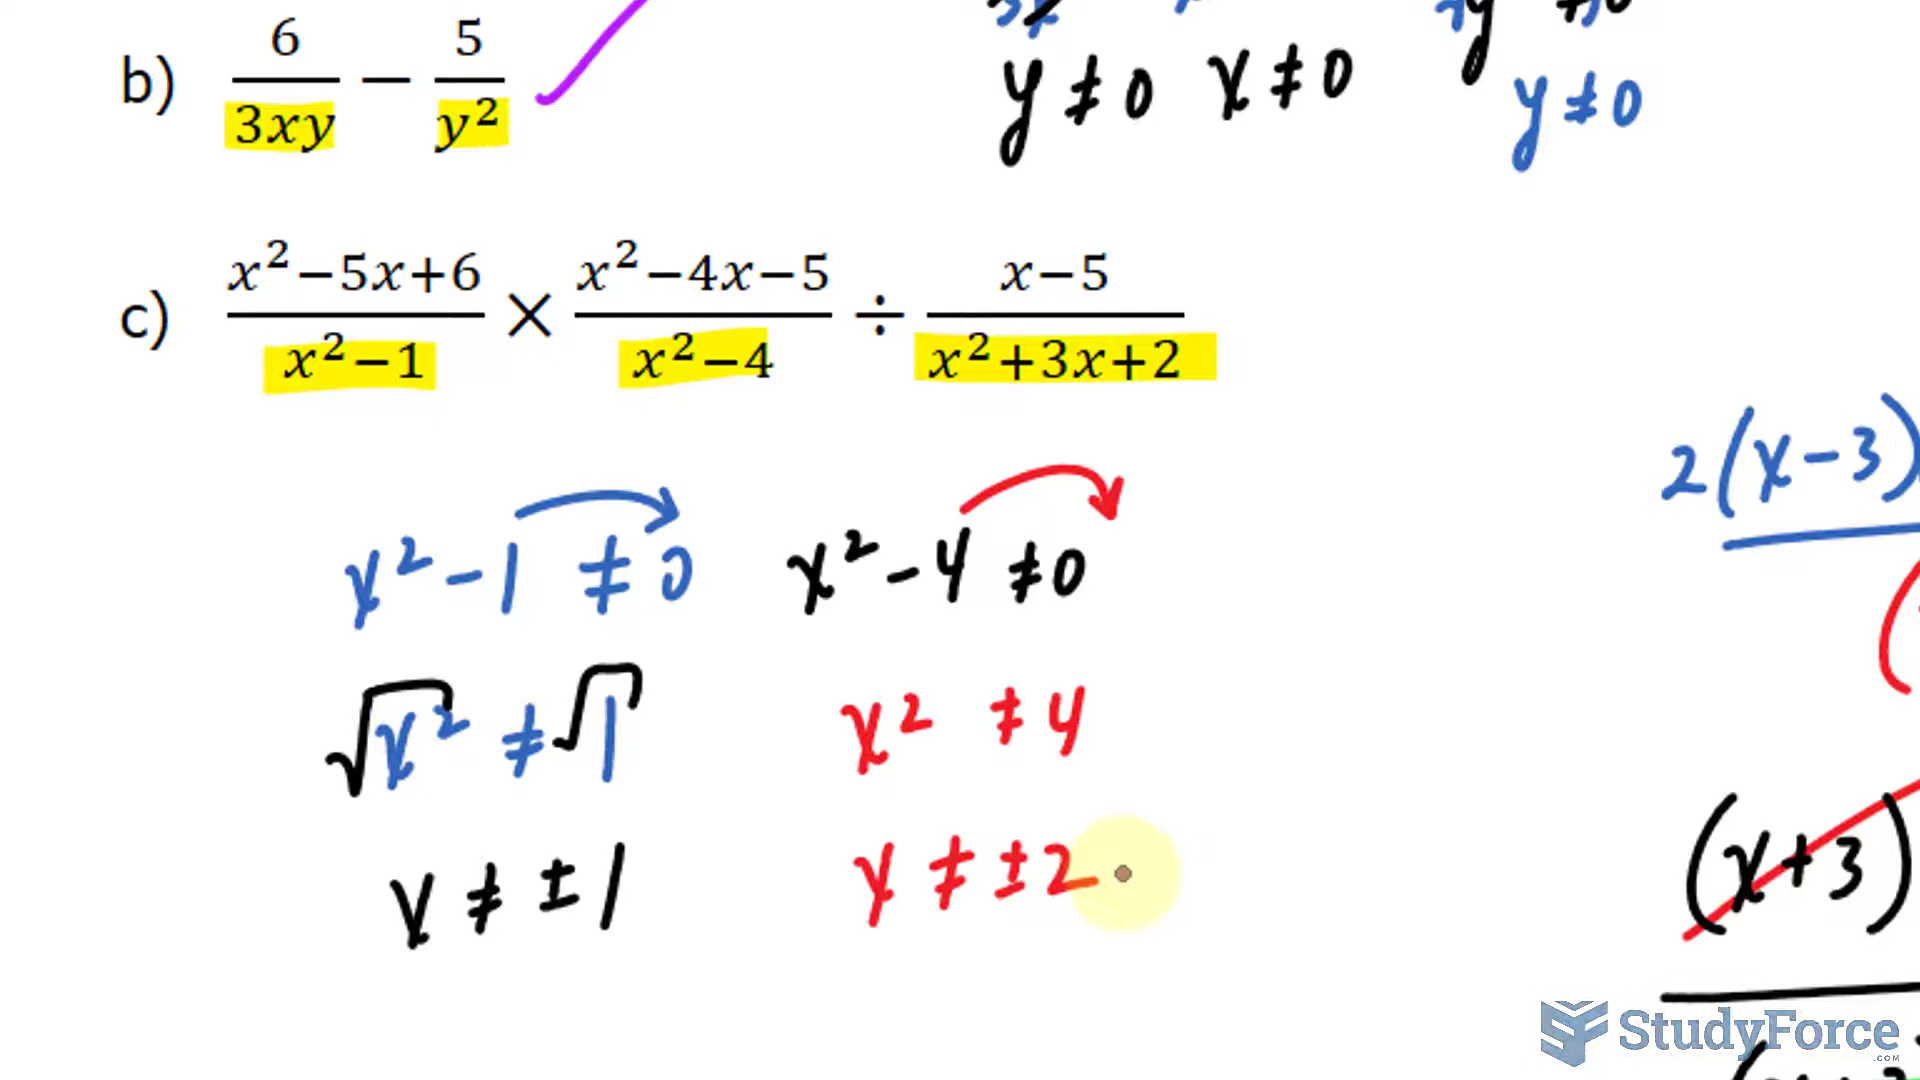 y ≠ 0 x ≠ 0
y ≠ 0
b) 6/3xy − 5/y²
c) x²−5x+6/x²−1 × x²−4x−5/x²−4 ÷ x−5/x²+3x+2
x² − 1 ≠ 0
√x² ≠ √1
x ≠ ±1
x² − 4 ≠ 0
x² ≠ 4
x ≠ ±2
2(x−3)
(x+3)
StudyForce
.COM